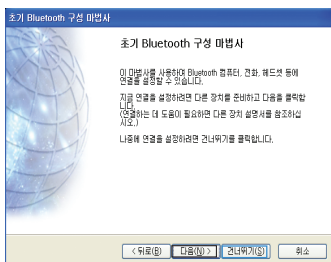 초기 Bluetooth 구성 마법사
초기 Bluetooth 구성 마법사
이 마법사를 사용하여 Bluetooth 컴퓨터, 전화, 헤드셋 등에
연결을 설정할 수 있습니다.
지금 연결을 설정하려면 다른 장치를 준비하고 다음을 클릭합
니다.
(연결하는 데 도움이 필요하면 다른 장치 설명서를 참조하십
시오.)
나중에 연결을 설정하려면 건너뛰기를 클릭합니다.
< 뒤로(B) 다음(N) > 건너뛰기(S) 취소